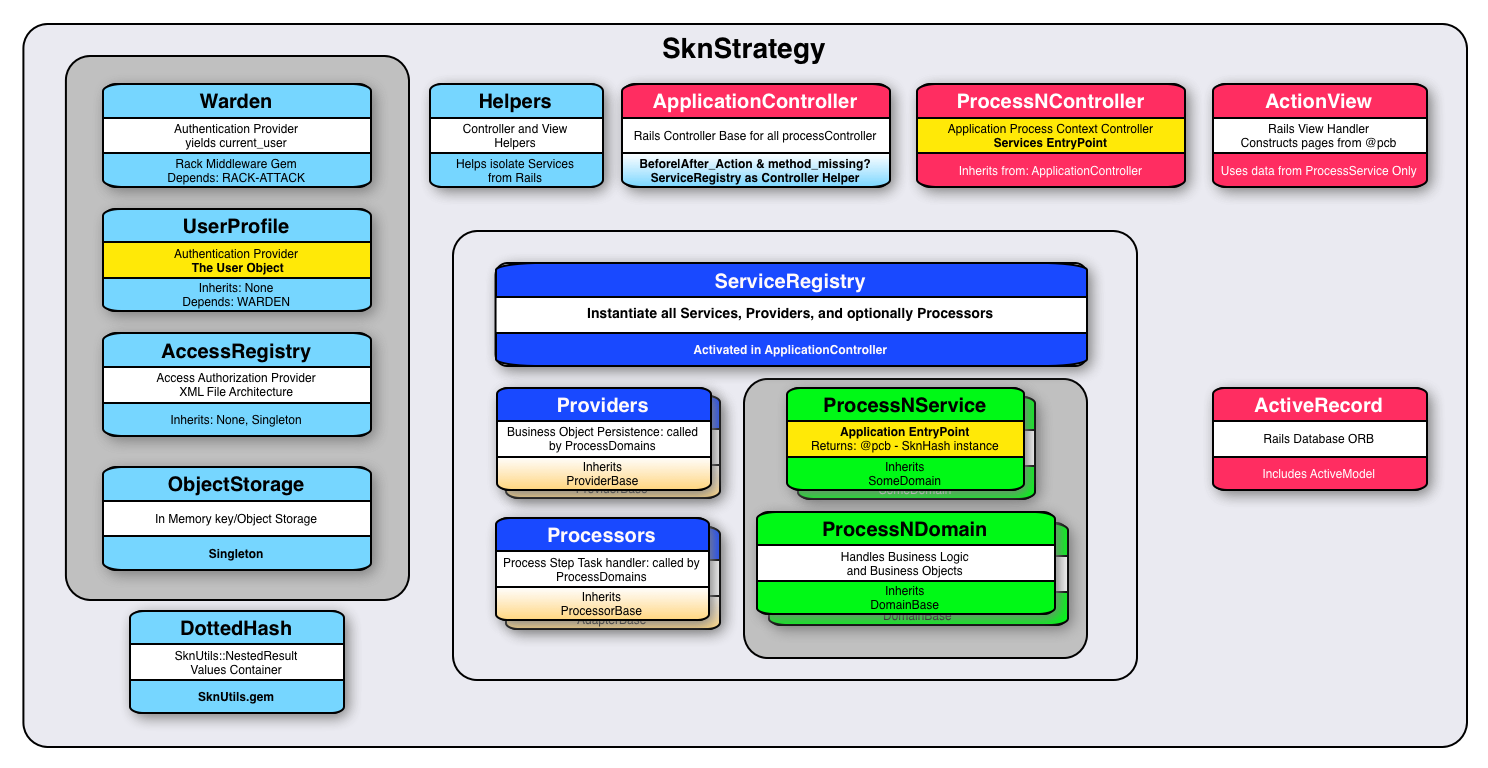 SknStrategy
Warden
Authentication Provider
yields current_user
Rack Middleware Gem
Depends: RACK-ATTACK
UserProfile
Authentication Provider
The User Object
Inherits: None
Depends: WARDEN
AccessRegistry
Access Authorization Provider
XML File Architecture
Inherits: None, Singleton
ObjectStorage
In Memory key/Object Storage
Singleton
DottedHash
SknUtils::NestedResult
Values Container
SknUtils.gem
Helpers
Controller and View
Helpers
Helps isolate Services
from Rails
ApplicationController
Rails Controller Base for all processController
Before|After_Action & method_missing?
ServiceRegistry as Controller Helper
ProcessNController
Application Process Context Controller
Services EntryPoint
Inherits from: ApplicationController
ActionView
Rails View Handler
Constructs pages from @pcb
Uses data from ProcessService Only
ServiceRegistry
Instantiate all Services, Providers, and optionally Processors
Activated in ApplicationController
Providers
Business Object Persistence: called
by ProcessDomains
Inherits
ProviderBase
ProviderBase
Processors
Process Step Task handler: called by
ProcessDomains
Inherits
ProcessorBase
AdapterBase
ProcessNService
Application EntryPoint
Returns: @pcb - SknHash instance
Inherits
SomeDomain
SomeDomain
ProcessNDomain
Handles Business Logic
and Business Objects
Inherits
DomainBase
DomainBase
ActiveRecord
Rails Database ORB
Includes ActiveModel